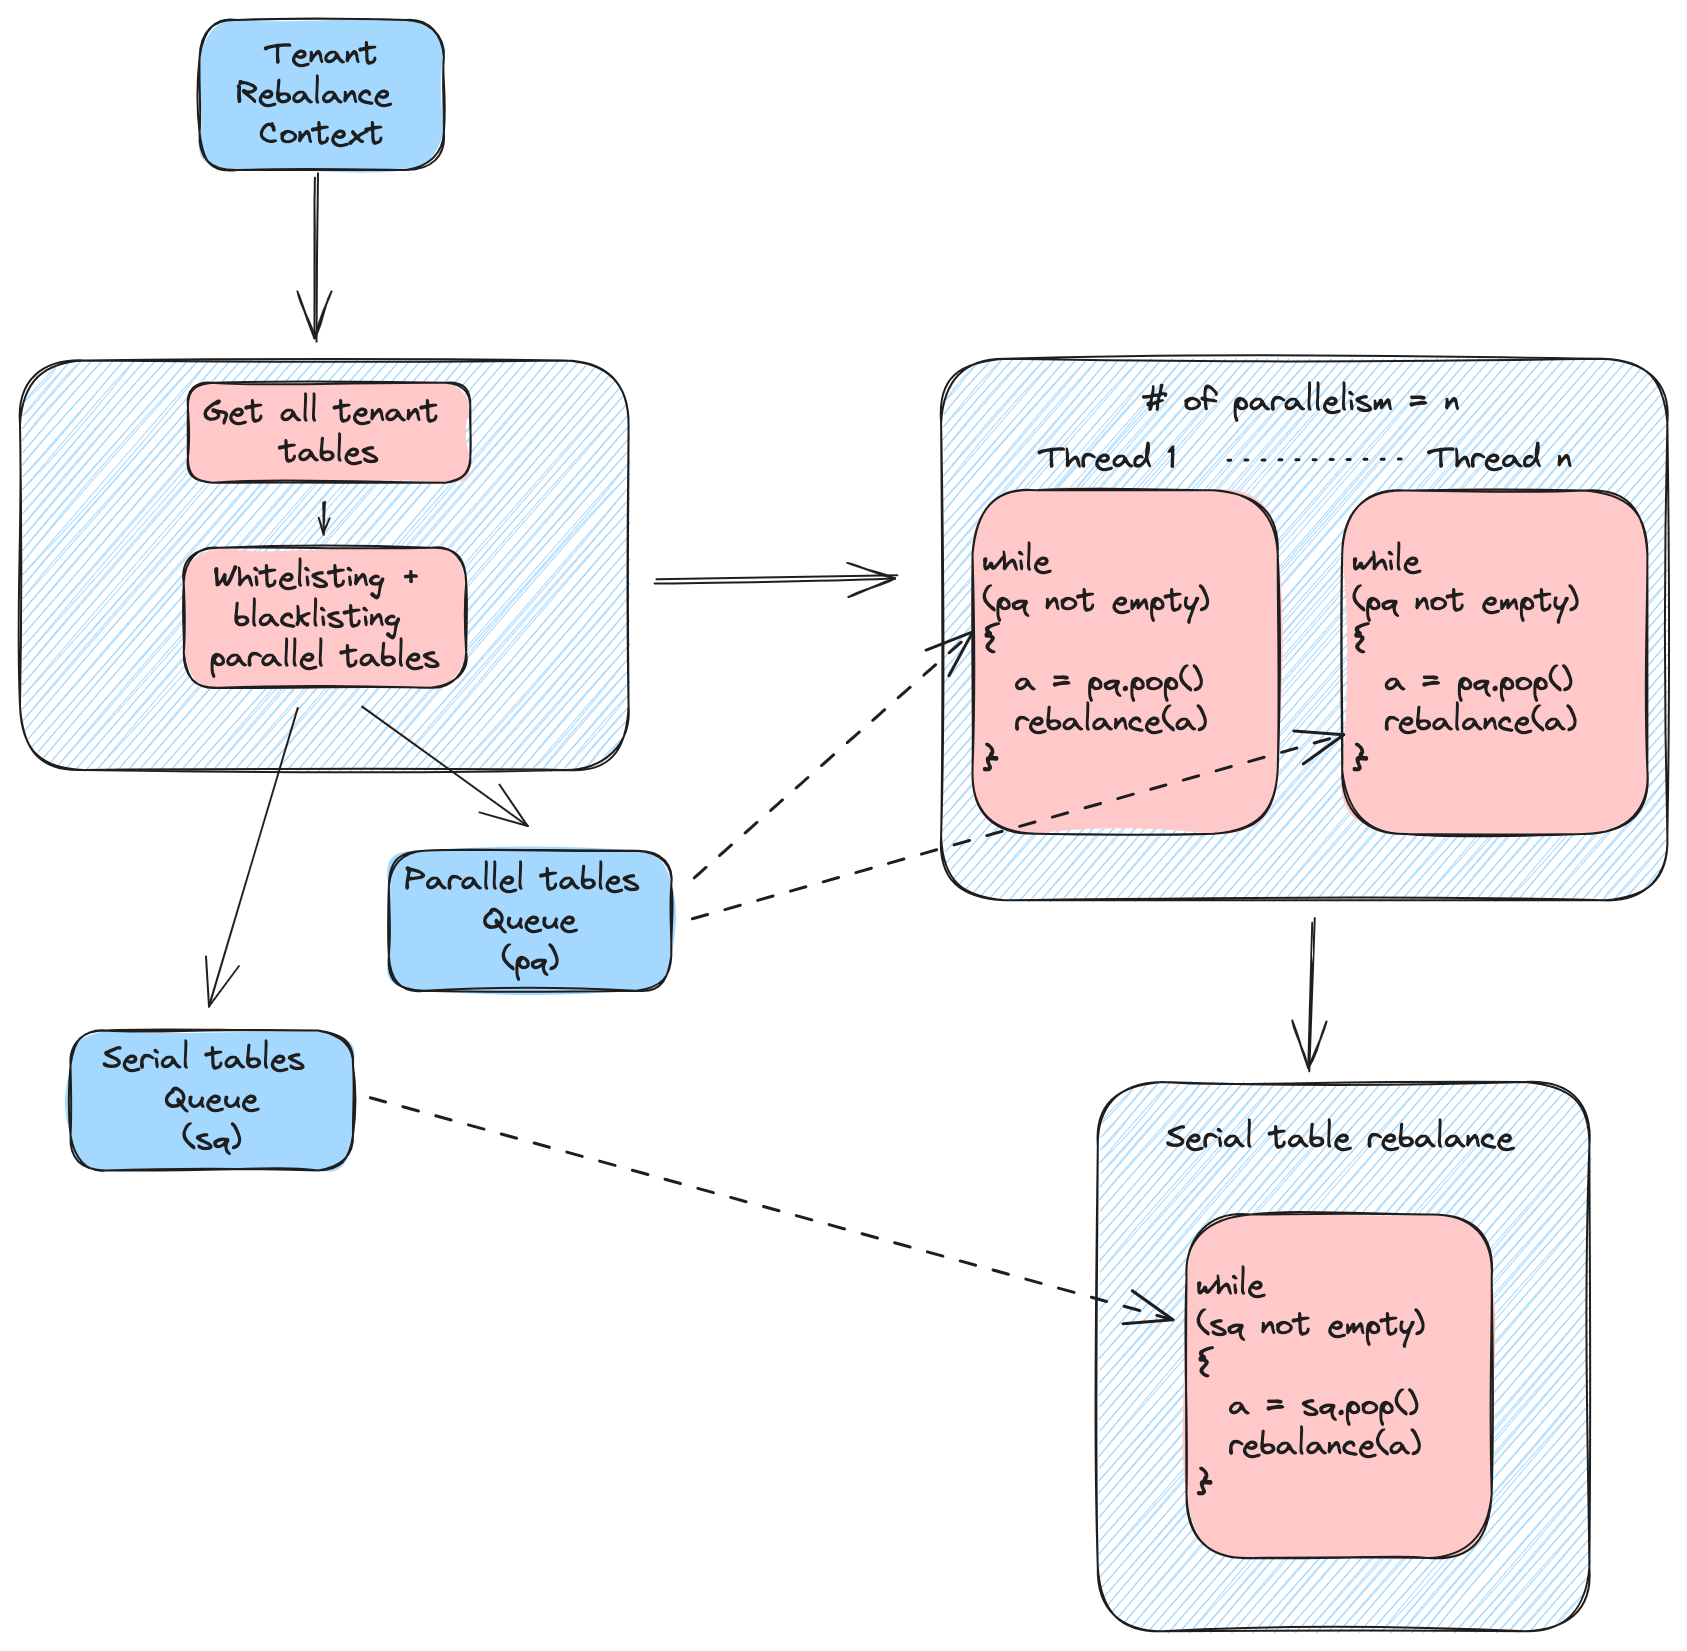 Tenant
Rebalance
Context
Get all tenant
tables
Whitelisting +
blacklisting
parallel tables
# of parallelism = n
Thread 1
Thread n
while
(pq not empty)
{
a = pq.pop()
rebalance(a)
}
while
(pq not empty)
{
a = pq.pop()
rebalance(a)
}
Parallel tables
Queue
(pq)
Serial tables
Queue
(sq)
Serial table rebalance
while
(sq not empty)
{
a = sq.pop()
rebalance(a)
}